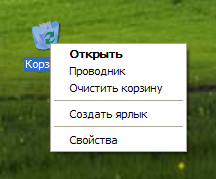 Открыть
Корз
Проводник
Очистить корзину
Создать ярлык
Свойства